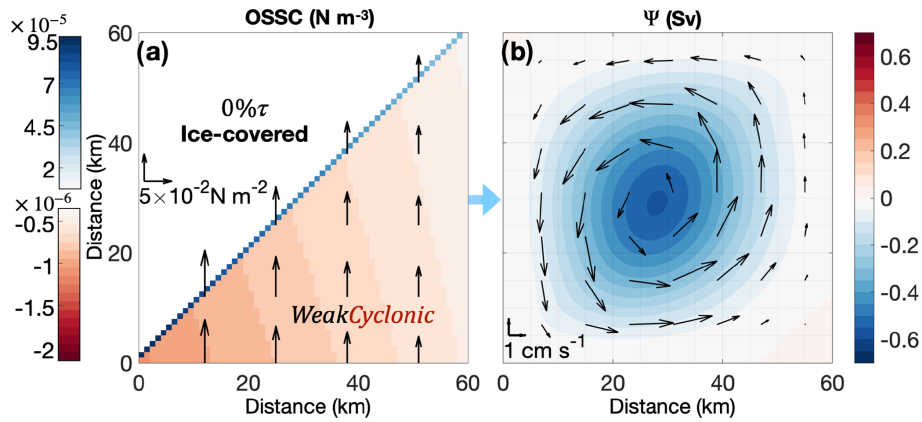 OSSC (N m⁻³)
Ψ (Sv)
×10⁻⁵
9.5
7
4.5
2
×10⁻⁶
-0.5
-1
-1.5
-2
Distance (km)
60
40
20
0
(a)
0%τ
Ice-covered
5×10⁻²N m⁻²
WeakCyclonic
0
20
40
60
Distance (km)
(b)
1 cm s⁻¹
0
20
40
60
Distance (km)
0.6
0.4
0.2
0
-0.2
-0.4
-0.6